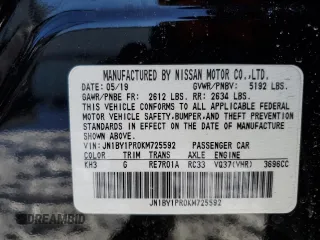 MANUFACTURED BY NISSAN MOTOR CO.,LTD.
DATE: 05/19 GVWR/PNBV: 5192 LBS.
GAWR/PNBE FR: 2612 LBS. RR: 2634 LBS.
THIS VEHICLE CONFORMS TO ALL APPLICABLE
FEDERAL MOTOR VEHICLE
SAFETY,BUMPER,AND THEFT PREVENTION
STANDARDS IN EFFECT ON THE DATE OF MANUFACTURE
SHOWN ABOVE.
VIN:JN1BY1PR0KM725592 PASSENGER CAR
COLOR TRIM TRANS AXLE ENGINE
KH3 G RE7R01A RC33 VQ37(VHR) 3696CC
JN1BY1PR0KM725592
DREAMBID